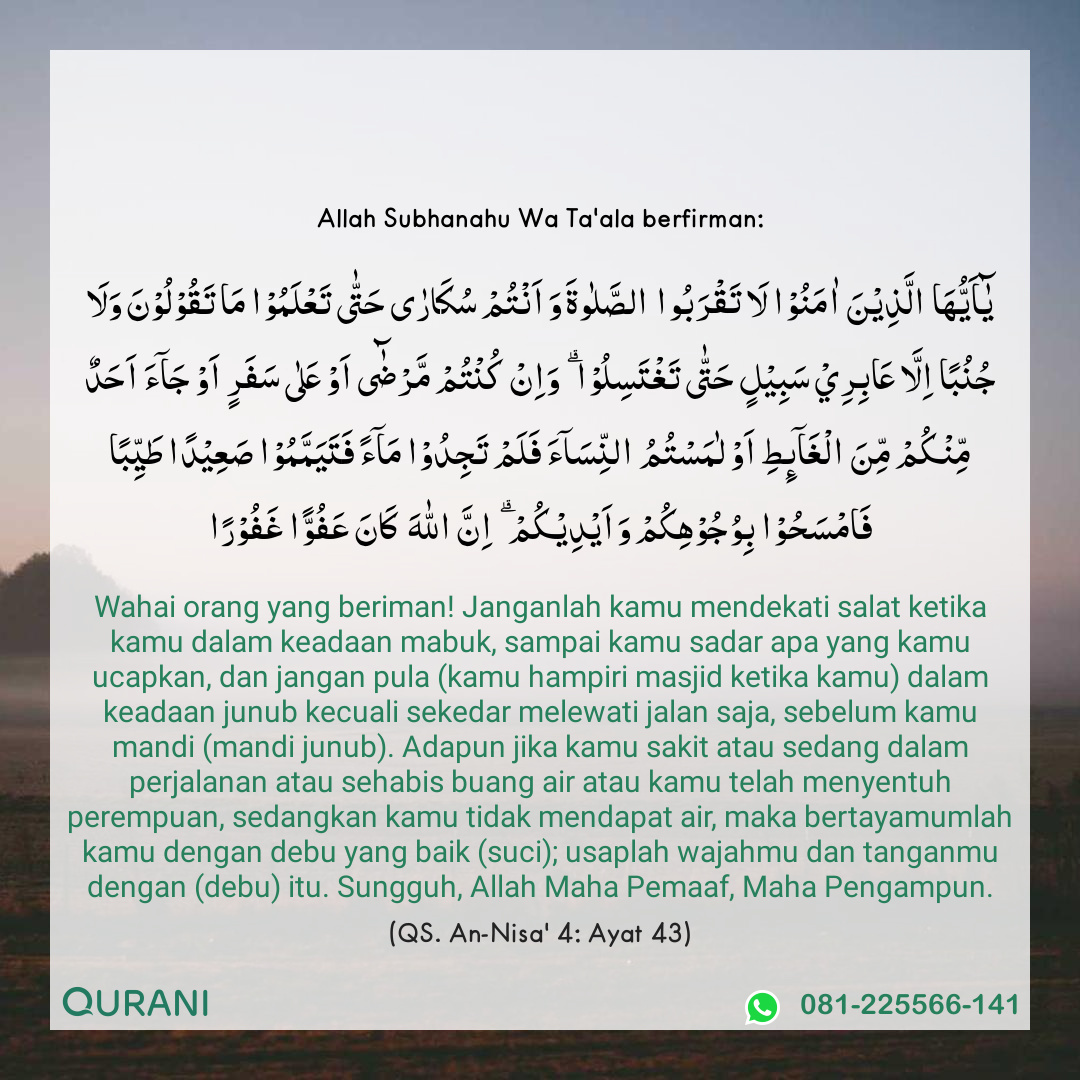 Allah Subhanahu Wa Ta'ala berfirman:
يٰۤاَيُّهَا الَّذِيْنَ اٰمَنُوْا لَا تَقْرَبُوا الصَّلٰوةَ وَاَنْـتُمْ سُكَارٰى حَتّٰى تَعْلَمُوْا مَا تَقُوْلُوْنَ وَلَا
جُنُبًا اِلَّا عَابِرِيْ سَبِيْلٍ حَتّٰى تَغْتَسِلُوْا ۗ وَاِنْ كُنْتُمْ مَّرْضٰۤى اَوْ عَلٰى سَفَرٍ اَوْ جَآءَ اَحَدٌ
مِّنْكُمْ مِّنَ الْغَآئِطِ اَوْ لٰمَسْتُمُ النِّسَآءَ فَلَمْ تَجِدُوْا مَآءً فَتَيَمَّمُوْا صَعِيْدًا طَيِّبًا
فَامْسَحُوْا بِوُجُوْهِكُمْ وَاَيْدِيْكُمْ ۗ اِنَّ اللّٰهَ كَانَ عَفُوًّا غَفُوْرًا
Wahai orang yang beriman! Janganlah kamu mendekati salat ketika
kamu dalam keadaan mabuk, sampai kamu sadar apa yang kamu
ucapkan, dan jangan pula (kamu hampiri masjid ketika kamu) dalam
keadaan junub kecuali sekedar melewati jalan saja, sebelum kamu
mandi (mandi junub). Adapun jika kamu sakit atau sedang dalam
perjalanan atau sehabis buang air atau kamu telah menyentuh
perempuan, sedangkan kamu tidak mendapat air, maka bertayamumlah
kamu dengan debu yang baik (suci); usaplah wajahmu dan tanganmu
dengan (debu) itu. Sungguh, Allah Maha Pemaaf, Maha Pengampun.
(QS. An-Nisa' 4: Ayat 43)
QURANI
081-225566-141